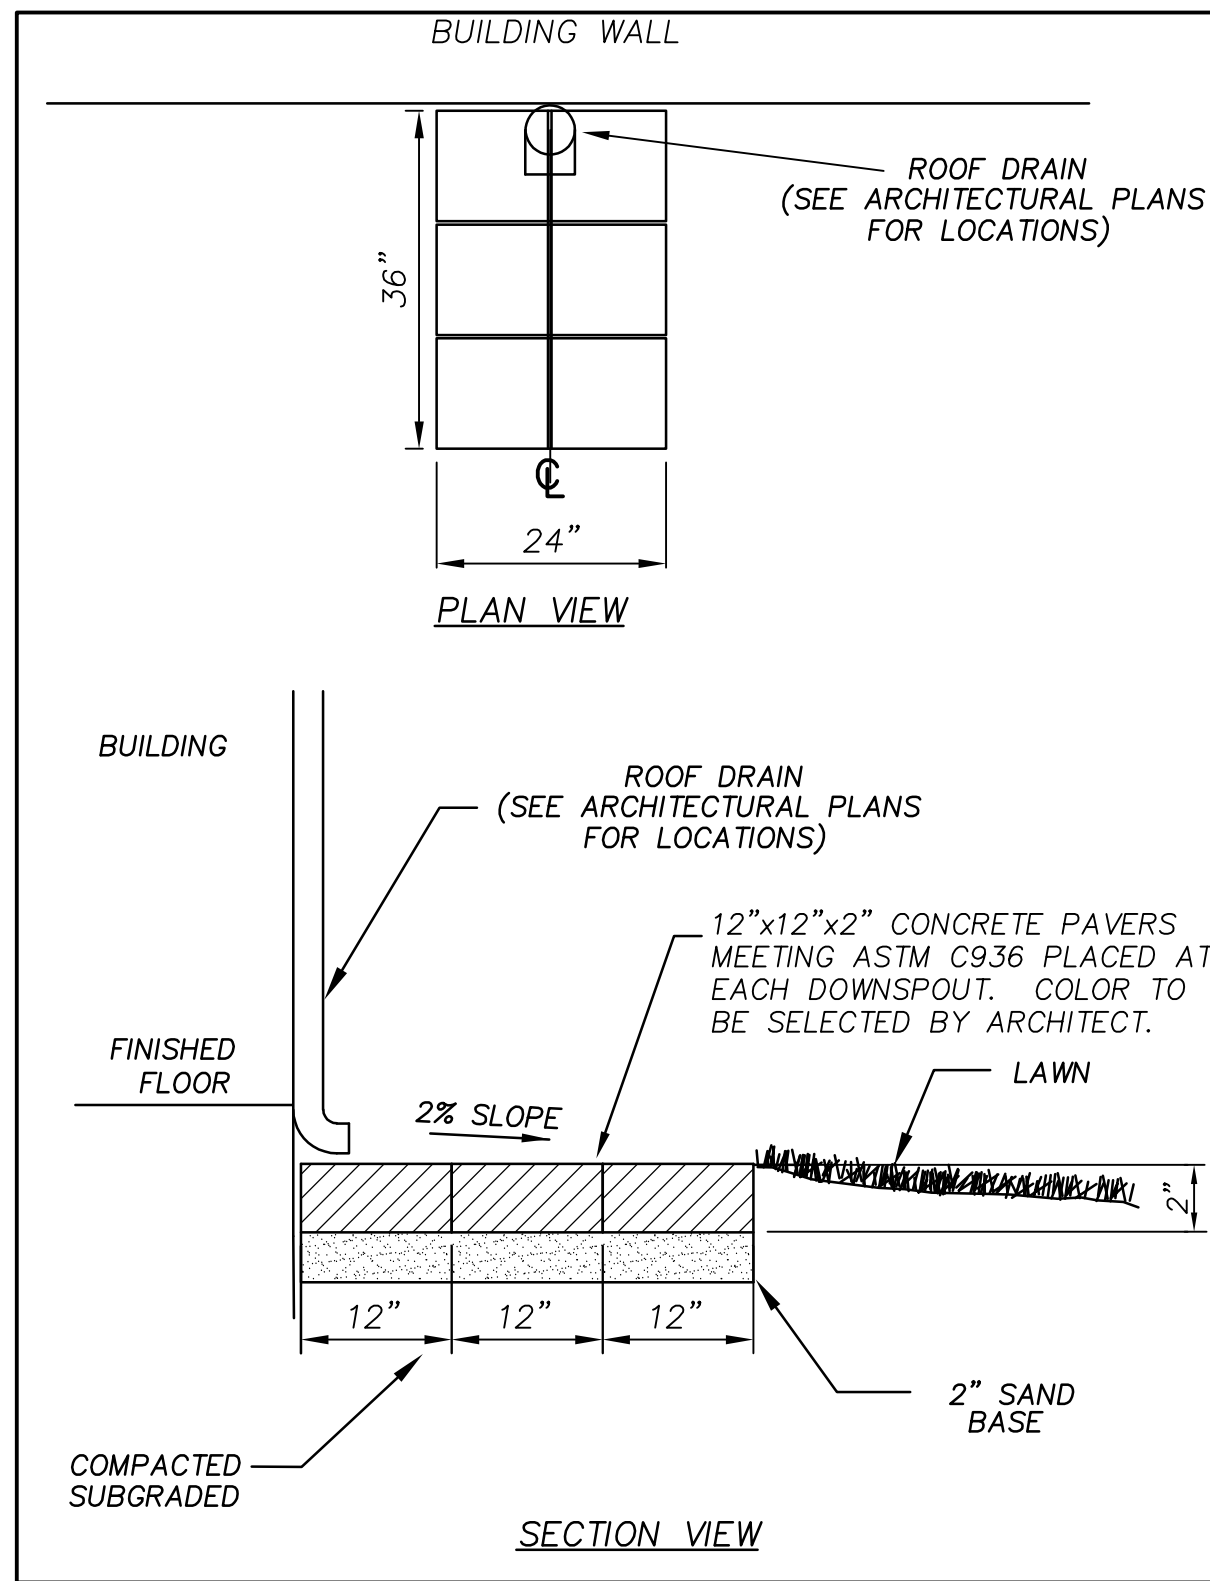 BUILDING WALL
ROOF DRAIN
(SEE ARCHITECTURAL PLANS
FOR LOCATIONS)
36”
℄
24”
PLAN VIEW
BUILDING
ROOF DRAIN
(SEE ARCHITECTURAL PLANS
FOR LOCATIONS)
12”x12”x2” CONCRETE PAVERS
MEETING ASTM C936 PLACED AT
EACH DOWNSPOUT. COLOR TO
BE SELECTED BY ARCHITECT.
FINISHED
FLOOR
2% SLOPE
LAWN
2”
12”
12”
12”
2” SAND
BASE
COMPACTED
SUBGRADED
SECTION VIEW